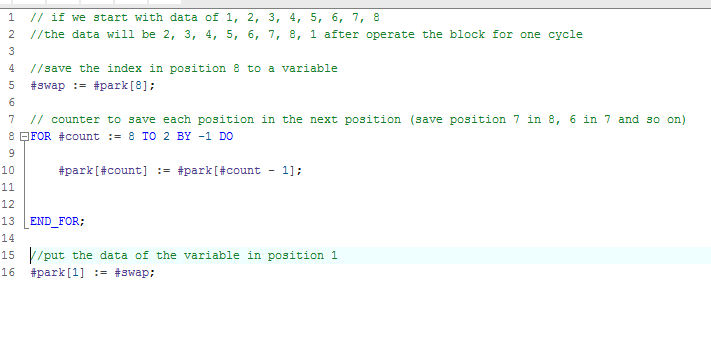 1 // if we start with data of 1, 2, 3, 4, 5, 6, 7, 8
2 //the data will be 2, 3, 4, 5, 6, 7, 8, 1 after operate the block for one cycle
3
4 //save the index in position 8 to a variable
5 #swap := #park[8];
6
7 // counter to save each position in the next position (save position 7 in 8, 6 in 7 and so on)
8 FOR #count := 8 TO 2 BY -1 DO
9
10 #park[#count] := #park[#count - 1];
11
12
13 END_FOR;
14
15 //put the data of the variable in position 1
16 #park[1] := #swap;